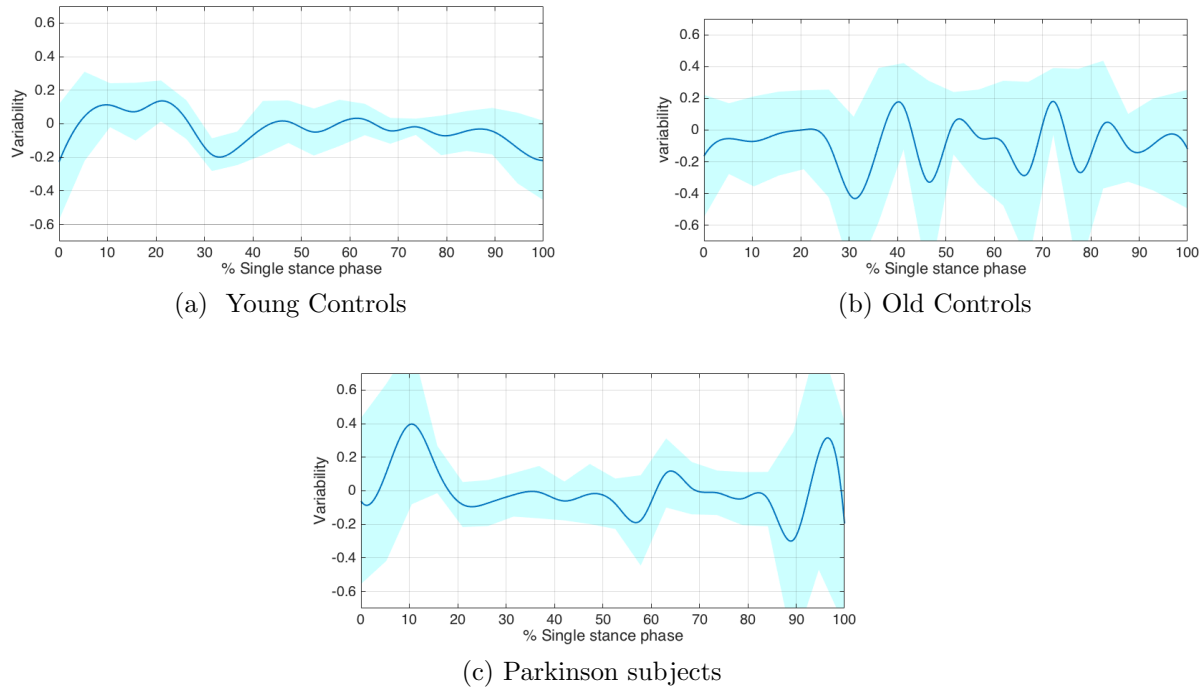 0.6
0.4
0.2
0
-0.2
-0.4
-0.6
Variability
0 10 20 30 40 50 60 70 80 90 100
% Single stance phase
(a) Young Controls
0.6
0.4
0.2
0
-0.2
-0.4
-0.6
variability
0 10 20 30 40 50 60 70 80 90 100
% Single stance phase
(b) Old Controls
0.6
0.4
0.2
0
-0.2
-0.4
-0.6
Variability
0 10 20 30 40 50 60 70 80 90 100
% Single stance phase
(c) Parkinson subjects